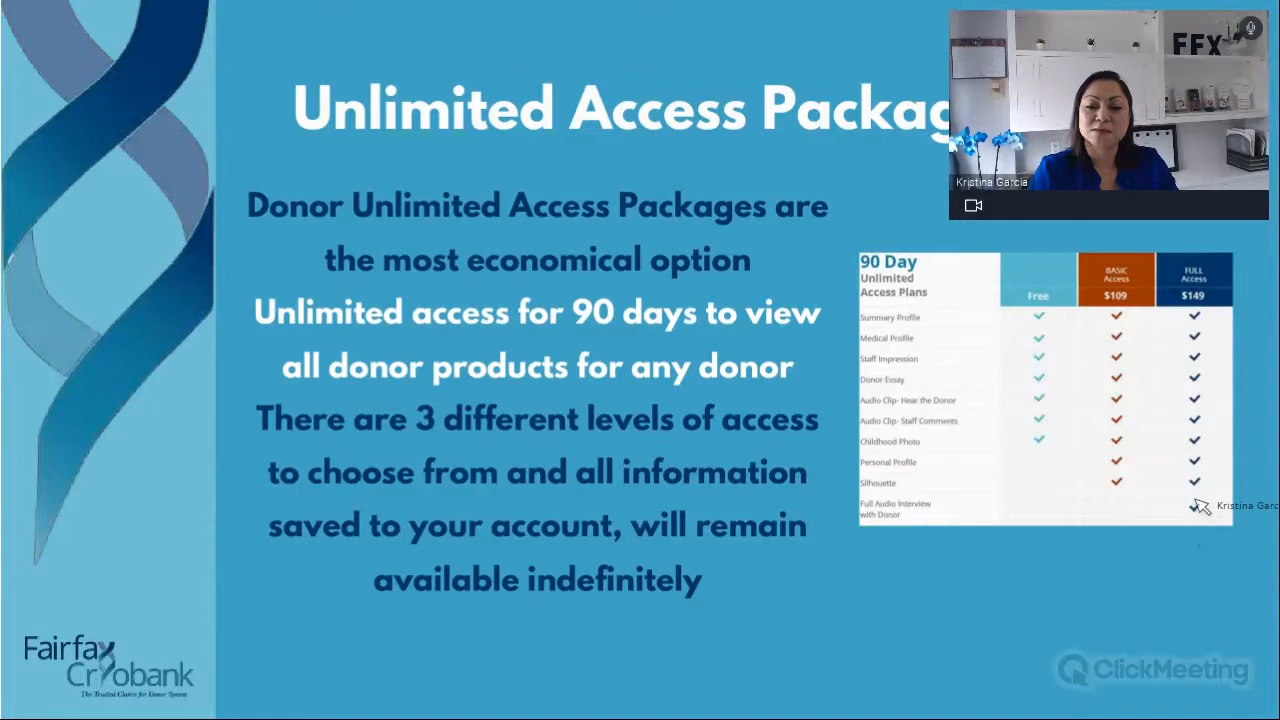 Unlimited Access Packag
FFX
Kristina Garcia
Donor Unlimited Access Packages are
the most economical option
Unlimited access for 90 days to view
all donor products for any donor
There are 3 different levels of access
to choose from and all information
saved to your account, will remain
available indefinitely
90 Day
Unlimited
Access Plans
Free
BASIC
Access
$109
FULL
Access
$149
Summary Profile
Medical Profile
Staff Impression
Donor Essay
Audio Clip- Hear the Donor
Audio Clip- Staff Comments
Childhood Photo
Personal Profile
Silhouette
Full Audio Interview
with Donor
Kristina Garc
Fairfax
Cryobank
The Trusted Choice for Donor Sperm
ClickMeeting